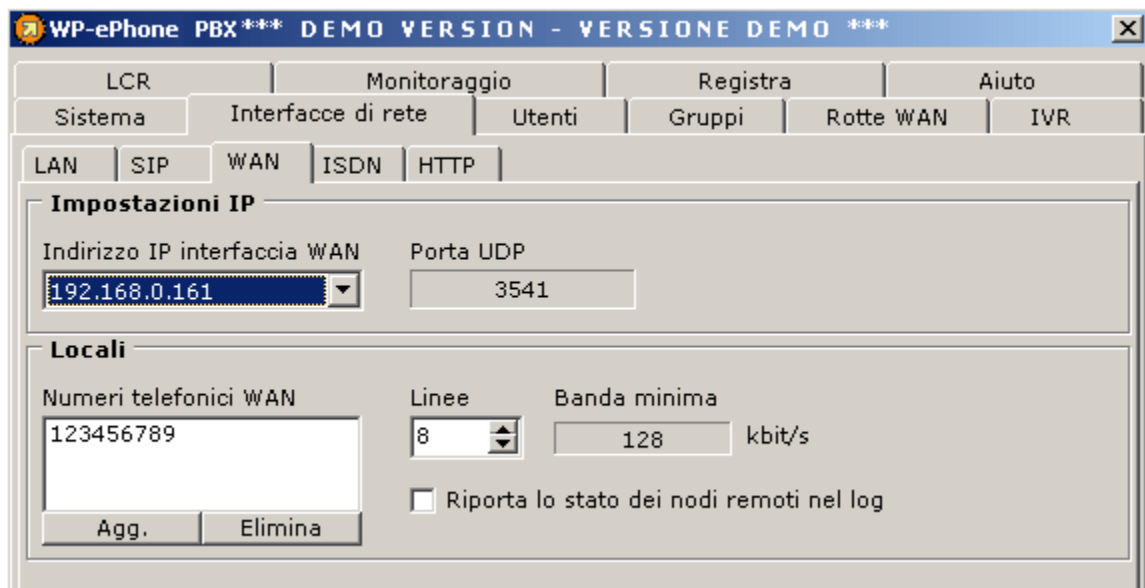 WP-ePhone PBX*** DEMO VERSION - VERSIONE DEMO ***
LCR Monitoraggio Registra Aiuto
Sistema Interfacce di rete Utenti Gruppi Rotte WAN IVR
LAN SIP WAN ISDN HTTP
Impostazioni IP
Indirizzo IP interfaccia WAN Porta UDP
192.168.0.161 3541
Locali
Numeri telefonici WAN Linee Banda minima
123456789 8 128 kbit/s
Riporta lo stato dei nodi remoti nel log
Agg. Elimina